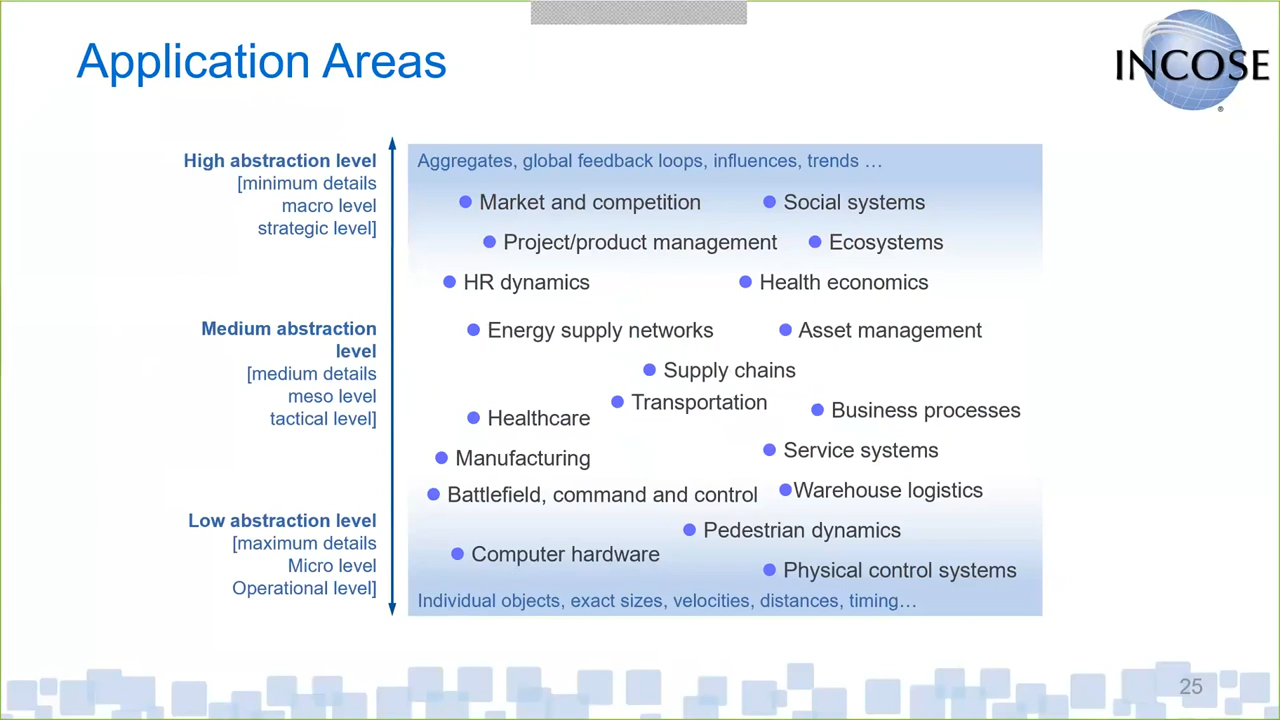 Application Areas
INCOSE
®
High abstraction level
[minimum details
macro level
strategic level]
Medium abstraction
level
[medium details
meso level
tactical level]
Low abstraction level
[maximum details
Micro level
Operational level]
Aggregates, global feedback loops, influences, trends …
Market and competition
Social systems
Project/product management
Ecosystems
HR dynamics
Health economics
Energy supply networks
Asset management
Supply chains
Transportation
Business processes
Healthcare
Service systems
Manufacturing
Warehouse logistics
Battlefield, command and control
Pedestrian dynamics
Computer hardware
Physical control systems
Individual objects, exact sizes, velocities, distances, timing…
25